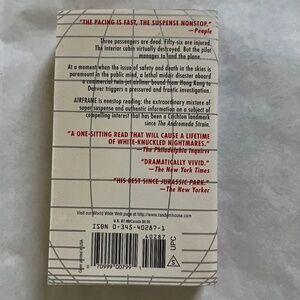 "THE PACING IS FAST, THE SUSPENSE NONSTOP."
—People
Three passengers are dead. Fifty-six are injured.
The interior cabin virtually destroyed. But the pilot
manages to land the plane.
At a moment when the issue of safety and death in the skies is
paramount in the public mind, a lethal midair disaster aboard
a commercial twin-jet airliner bound from Hong Kong to
Denver triggers a pressured and frantic investigation.
AIRFRAME is nonstop reading: the extraordinary mixture of
super suspense and authentic information on a subject of
compelling interest that has been a Crichton landmark
since The Andromeda Strain.
"A ONE-SITTING READ THAT WILL CAUSE A LIFETIME
OF WHITE-KNUCKLED NIGHTMARES."
—The Philadelphia Inquirer
"DRAMATICALLY VIVID."
—The New York Times
"HIS BEST SINCE JURASSIC PARK."
—The New Yorker
Visit our World Wide Web page at http://www.randomhouse.com
ISBN 0-345-40287-1
40287
70999 00799
UPC
S